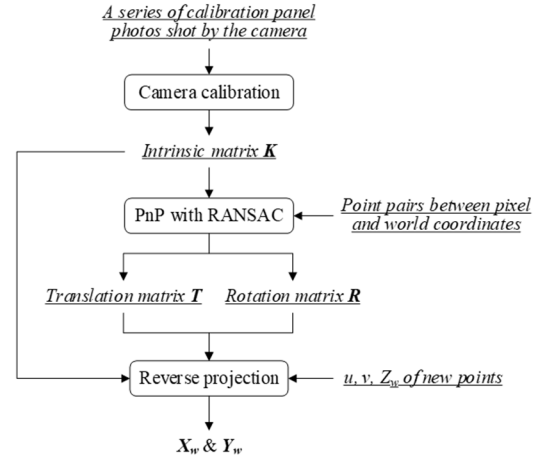 A series of calibration panel
photos shot by the camera
Camera calibration
Intrinsic matrix K
PnP with RANSAC
Point pairs between pixel
and world coordinates
Translation matrix T
Rotation matrix R
Reverse projection
u, v, Zw of new points
Xw & Yw